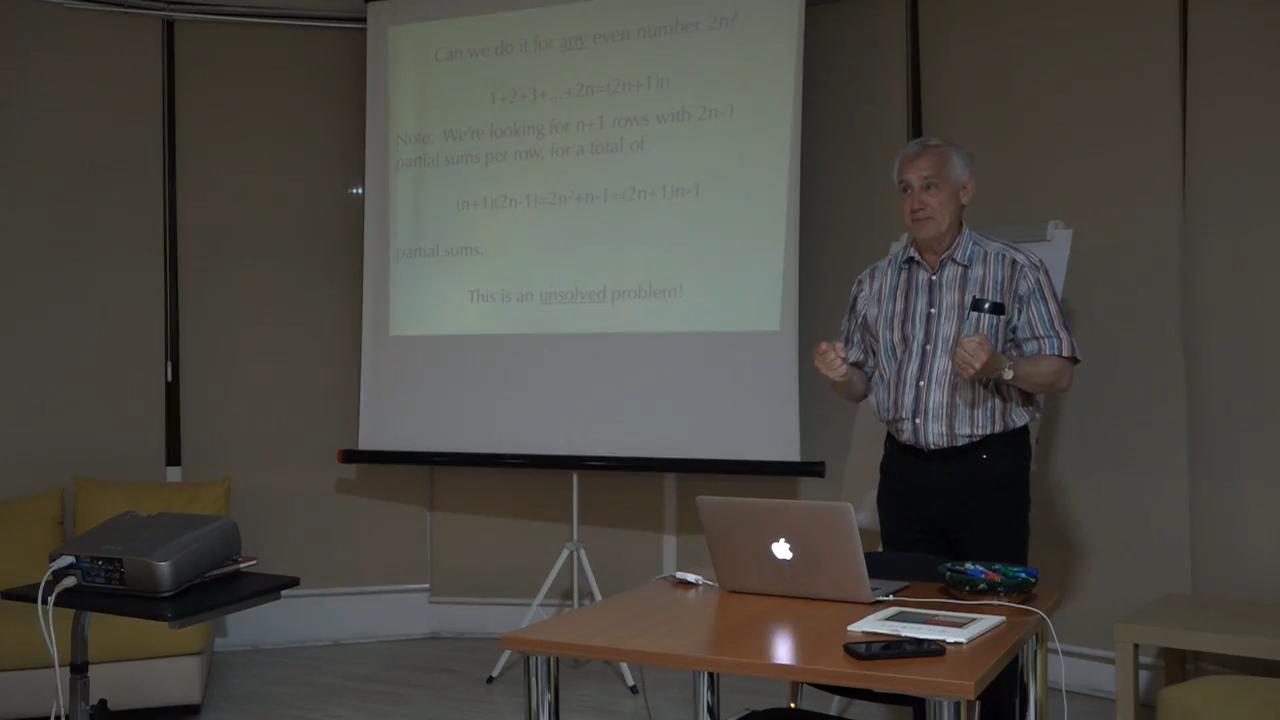 Can we do it for any even number 2n?
1+2+3+...+2n=(2n+1)n
Note: We're looking for n+1 rows with 2n-1
partial sums per row, for a total of
(n+1)(2n-1)=2n²+n-1=(2n+1)n-1
partial sums.
This is an unsolved problem!